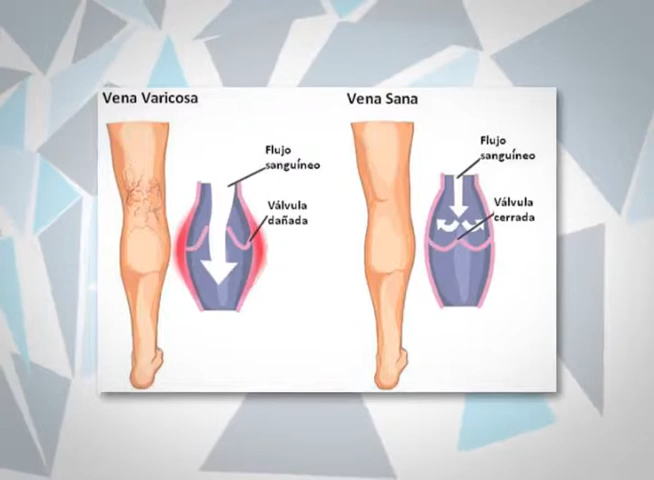 Vena Varicosa
Flujo
sanguíneo
Válvula
dañada
Vena Sana
Flujo
sanguíneo
Válvula
cerrada